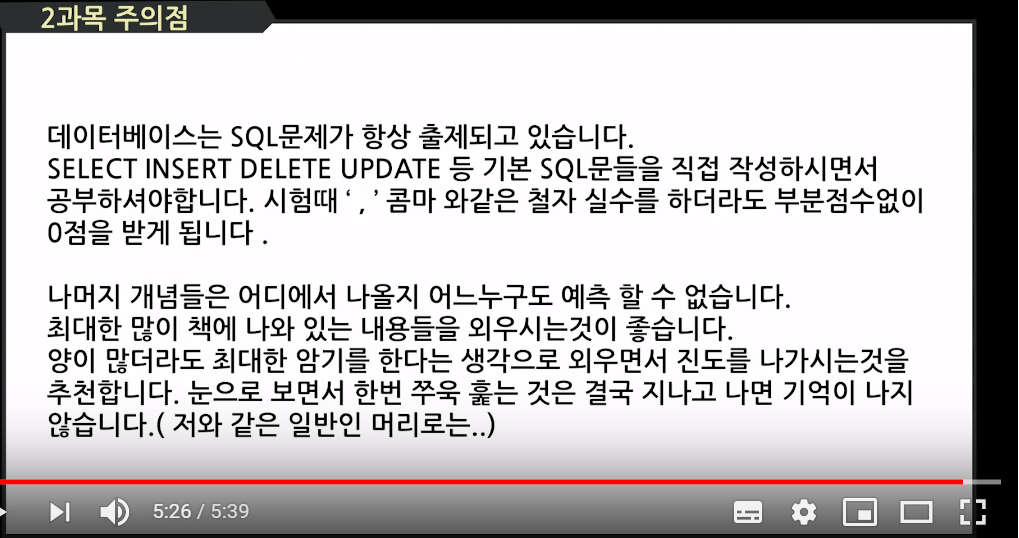 2과목 주의점
데이터베이스는 SQL문제가 항상 출제되고 있습니다.
SELECT INSERT DELETE UPDATE 등 기본 SQL문들을 직접 작성하시면서
공부하셔야합니다. 시험때 ‘ , ’ 콤마 와같은 철자 실수를 하더라도 부분점수없이
0점을 받게 됩니다 .
나머지 개념들은 어디에서 나올지 어느누구도 예측 할 수 없습니다.
최대한 많이 책에 나와 있는 내용들을 외우시는것이 좋습니다.
양이 많더라도 최대한 암기를 한다는 생각으로 외우면서 진도를 나가시는것을
추천합니다. 눈으로 보면서 한번 쭈욱 훑는 것은 결국 지나고 나면 기억이 나지
않습니다.( 저와 같은 일반인 머리로는..)
5:26 / 5:39